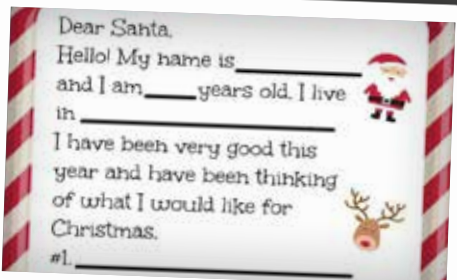 Dear Santa,
Hello! My name is
and I am years old. I live
in
I have been very good this
year and have been thinking
of what I would like for
Christmas.
#1.